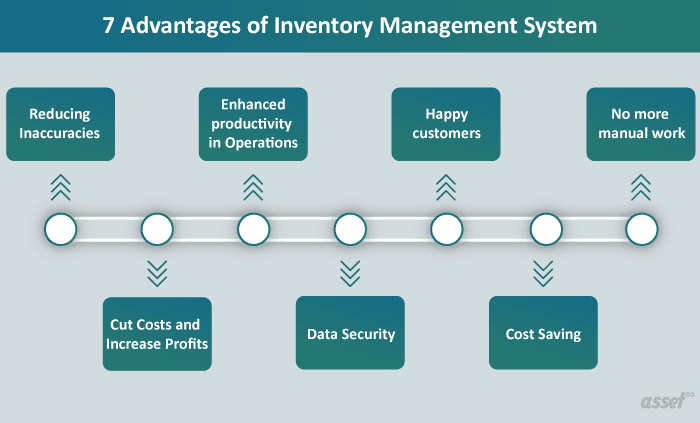 7 Advantages of Inventory Management System
Reducing
Inaccuracies
Enhanced
productivity
in Operations
Happy
customers
No more
manual work
Cut Costs and
Increase Profits
Data Security
Cost Saving